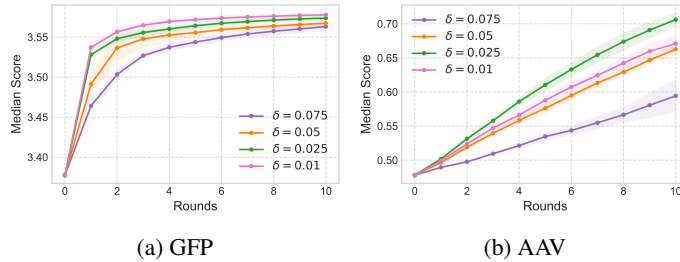 3.55
3.50
3.45
3.40
Median Score
0 2 4 6 8 10
Rounds
δ = 0.075
δ = 0.05
δ = 0.025
δ = 0.01
(a) GFP
0.70
0.65
0.60
0.55
0.50
Median Score
0 2 4 6 8 10
Rounds
δ = 0.075
δ = 0.05
δ = 0.025
δ = 0.01
(b) AAV